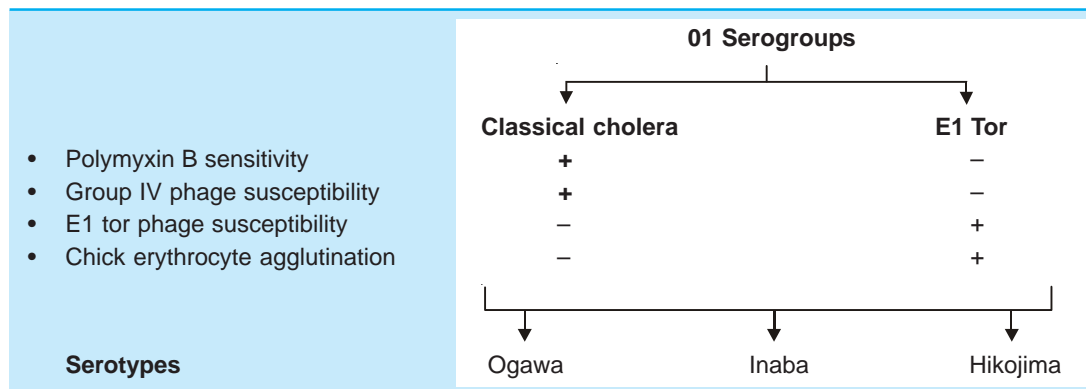 01 Serogroups
Classical cholera E1 Tor
• Polymyxin B sensitivity + –
• Group IV phage susceptibility + –
• E1 tor phage susceptibility – +
• Chick erythrocyte agglutination – +
Serotypes Ogawa Inaba Hikojima